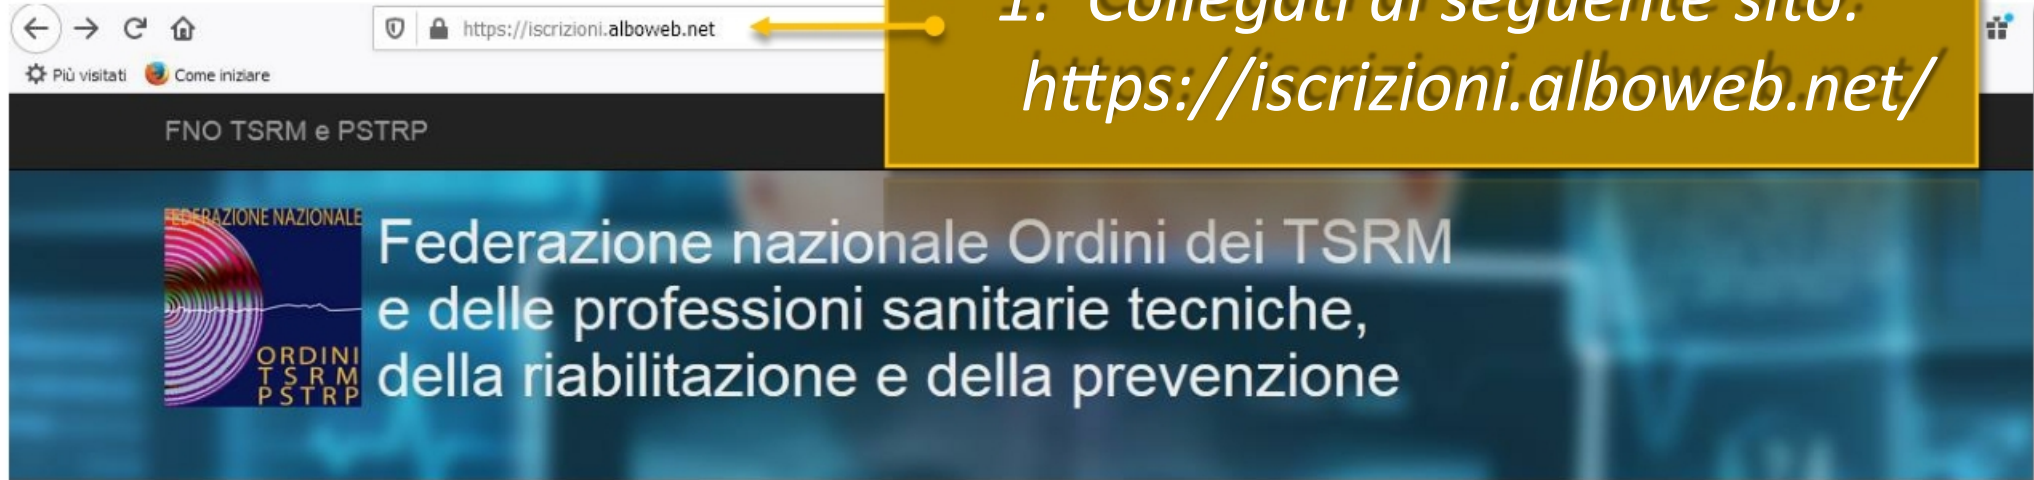 https://iscrizioni.alboweb.net
1. Collegati al seguente sito:
https://iscrizioni.alboweb.net/
Più visitati
Come iniziare
FNO TSRM e PSTRP
FEDERAZIONE NAZIONALE
ORDINI
TSRM
PSTRP
Federazione nazionale Ordini dei TSRM
e delle professioni sanitarie tecniche,
della riabilitazione e della prevenzione